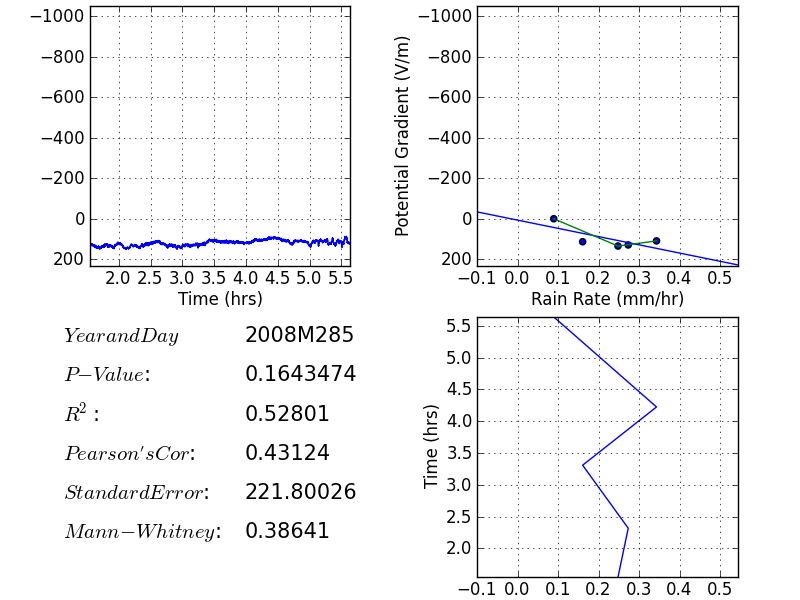 −1000
−800
−600
−400
−200
0
200
2.0 2.5 3.0 3.5 4.0 4.5 5.0 5.5
Time (hrs)
Potential Gradient (V/m)
−1000
−800
−600
−400
−200
0
200
−0.1 0.0 0.1 0.2 0.3 0.4 0.5
Rain Rate (mm/hr)
YearandDay 2008M285
P−Value: 0.1643474
R²: 0.52801
Pearson'sCor: 0.43124
StandardError: 221.80026
Mann−Whitney: 0.38641
Time (hrs)
5.5
5.0
4.5
4.0
3.5
3.0
2.5
2.0
−0.1 0.0 0.1 0.2 0.3 0.4 0.5